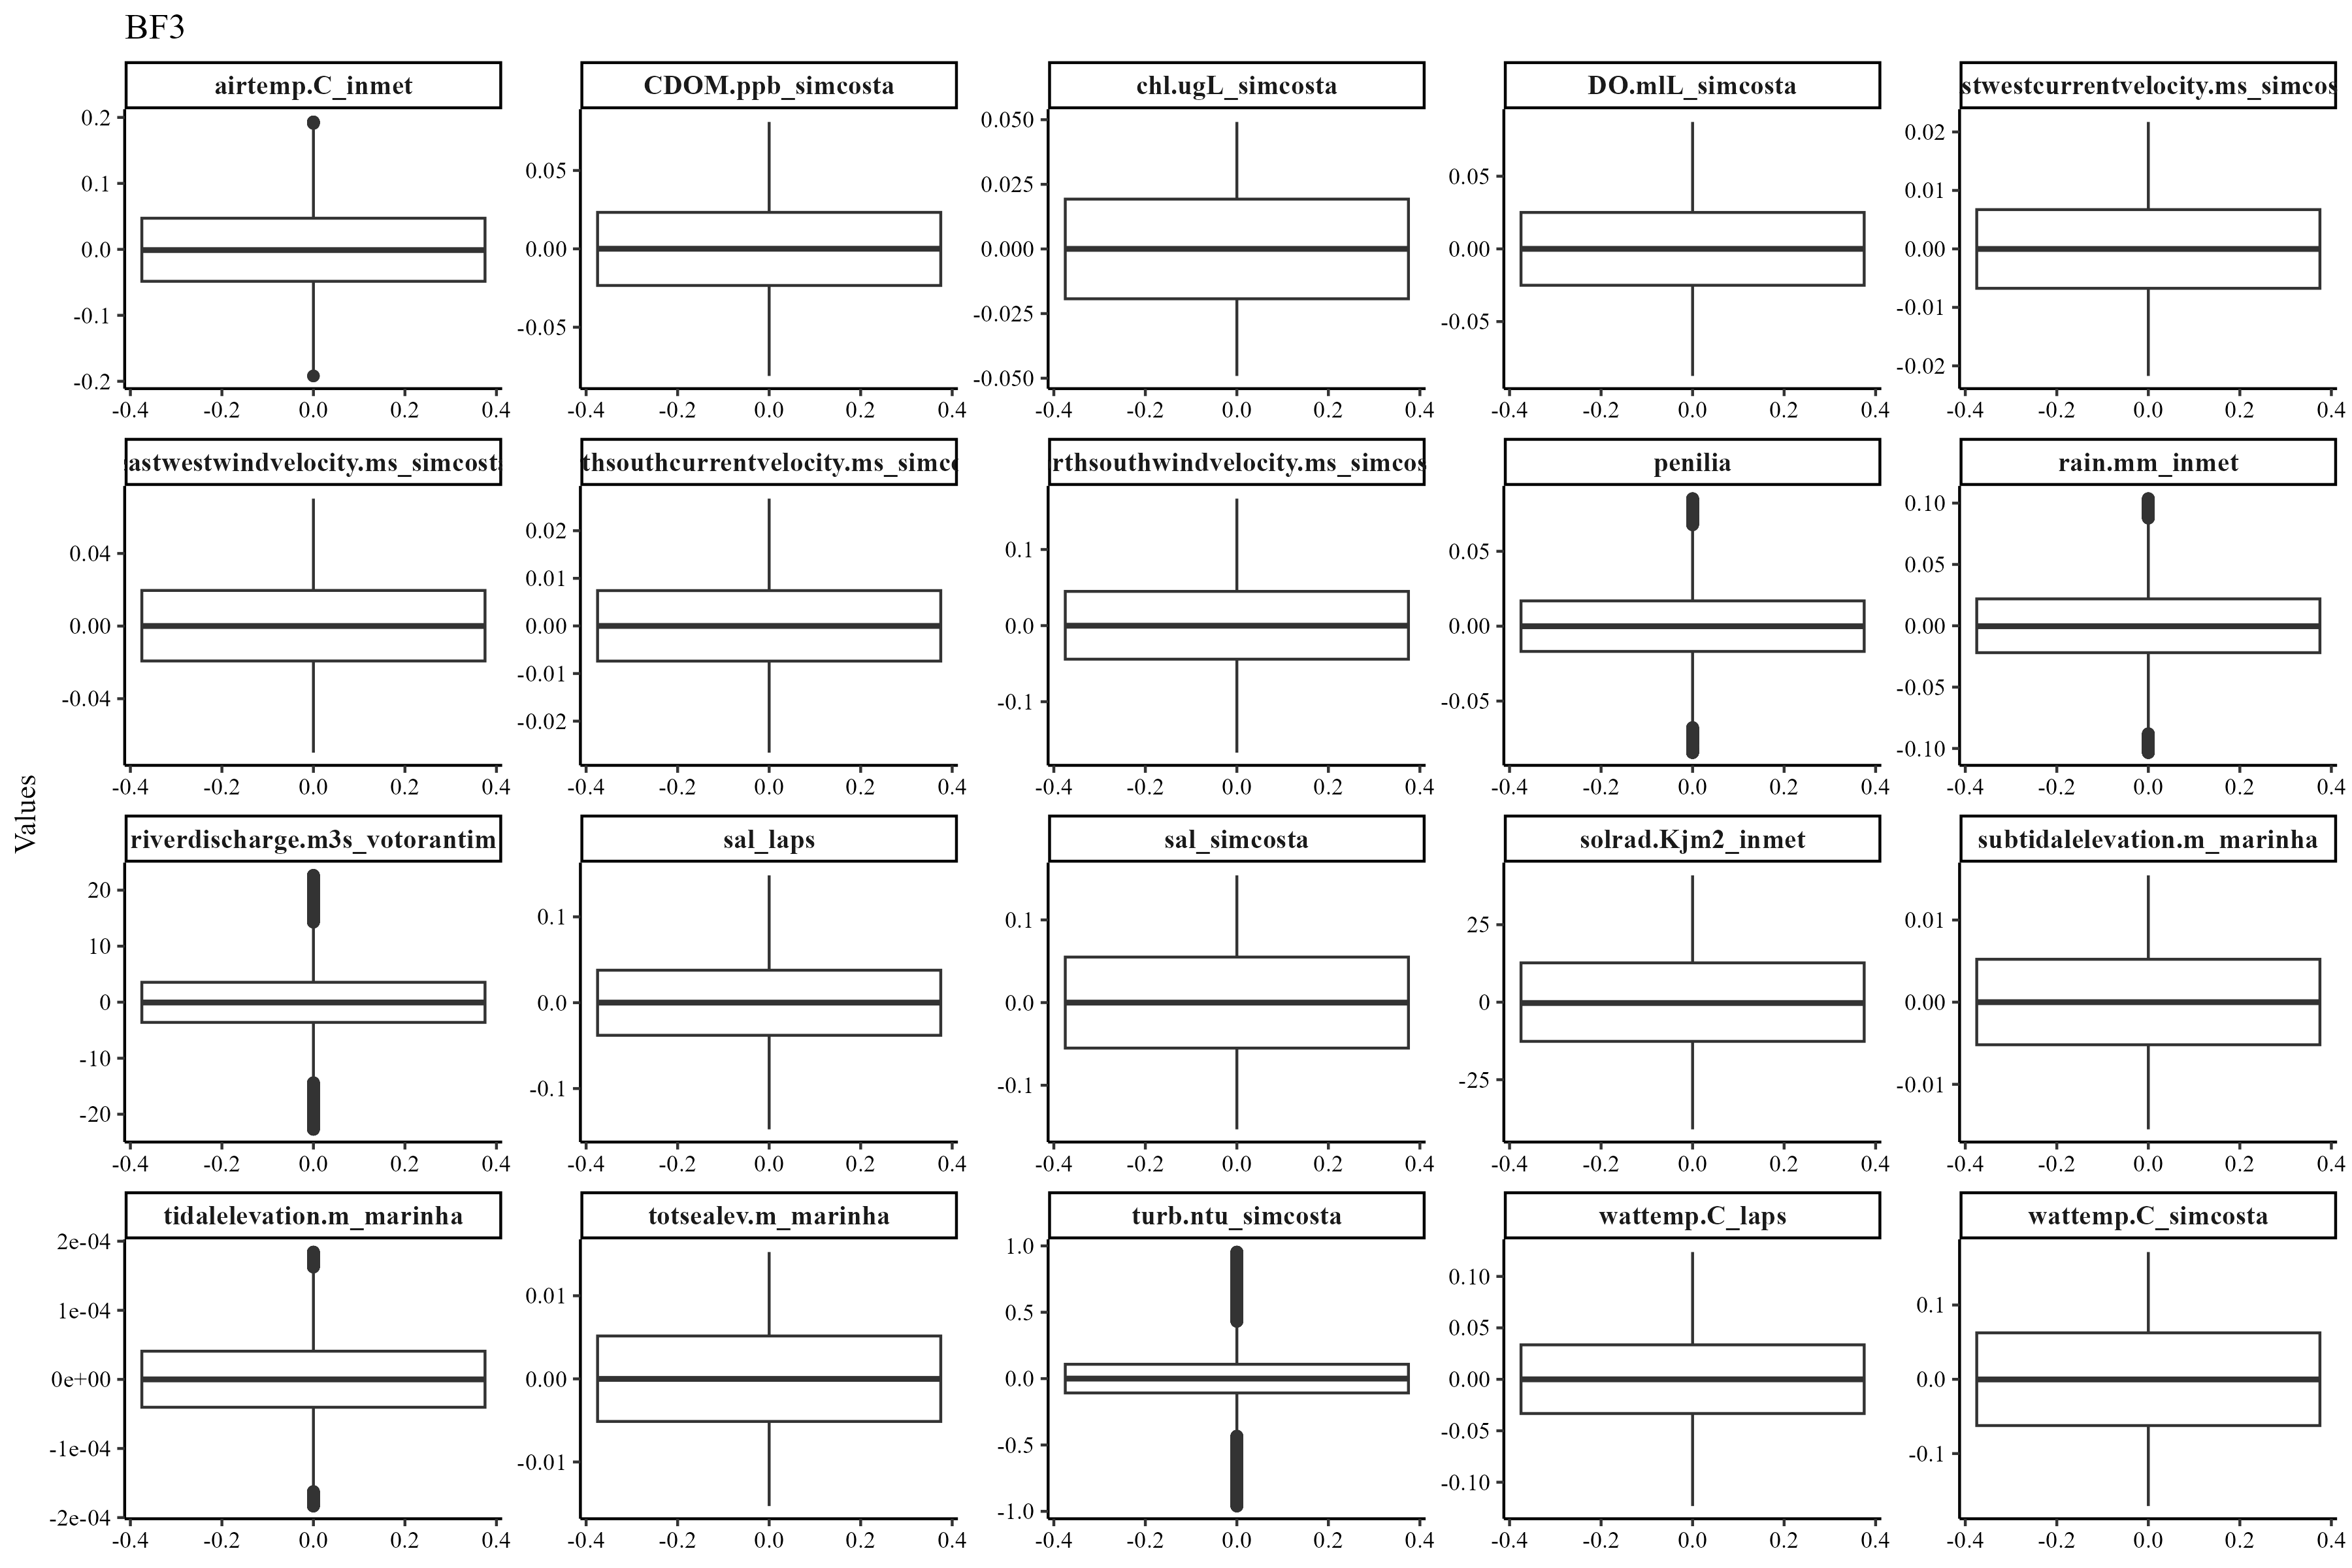 BF3
airtemp.C_inmet CDOM.ppb_simcosta chl.ugL_simcosta DO.mlL_simcosta stwestcurrentvelocity.ms_simcos
0.2 0.1 0.0 -0.1 -0.2
0.05 0.00 -0.05
0.050 0.025 0.000 -0.025 -0.050
0.05 0.00 -0.05
0.02 0.01 0.00 -0.01 -0.02
-0.4 -0.2 0.0 0.2 0.4 -0.4 -0.2 0.0 0.2 0.4 -0.4 -0.2 0.0 0.2 0.4 -0.4 -0.2 0.0 0.2 0.4 -0.4 -0.2 0.0 0.2 0.4
astwestwindvelocity.ms_simcost thsouthcurrentvelocity.ms_simc rthsouthwindvelocity.ms_simcos penilia rain.mm_inmet
0.04 0.00 -0.04
0.02 0.01 0.00 -0.01 -0.02
0.1 0.0 -0.1
0.05 0.00 -0.05
0.10 0.05 0.00 -0.05 -0.10
-0.4 -0.2 0.0 0.2 0.4 -0.4 -0.2 0.0 0.2 0.4 -0.4 -0.2 0.0 0.2 0.4 -0.4 -0.2 0.0 0.2 0.4 -0.4 -0.2 0.0 0.2 0.4
Values
riverdischarge.m3s_votorantim sal_laps sal_simcosta solrad.Kjm2_inmet subtidalelevation.m_marinha
20 10 0 -10 -20
0.1 0.0 -0.1
0.1 0.0 -0.1
25 0 -25
0.01 0.00 -0.01
-0.4 -0.2 0.0 0.2 0.4 -0.4 -0.2 0.0 0.2 0.4 -0.4 -0.2 0.0 0.2 0.4 -0.4 -0.2 0.0 0.2 0.4 -0.4 -0.2 0.0 0.2 0.4
tidalelevation.m_marinha totsealev.m_marinha turb.ntu_simcosta wattemp.C_laps wattemp.C_simcosta
2e-04 1e-04 0e+00 -1e-04 -2e-04
0.01 0.00 -0.01
1.0 0.5 0.0 -0.5 -1.0
0.10 0.05 0.00 -0.05 -0.10
0.1 0.0 -0.1
-0.4 -0.2 0.0 0.2 0.4 -0.4 -0.2 0.0 0.2 0.4 -0.4 -0.2 0.0 0.2 0.4 -0.4 -0.2 0.0 0.2 0.4 -0.4 -0.2 0.0 0.2 0.4